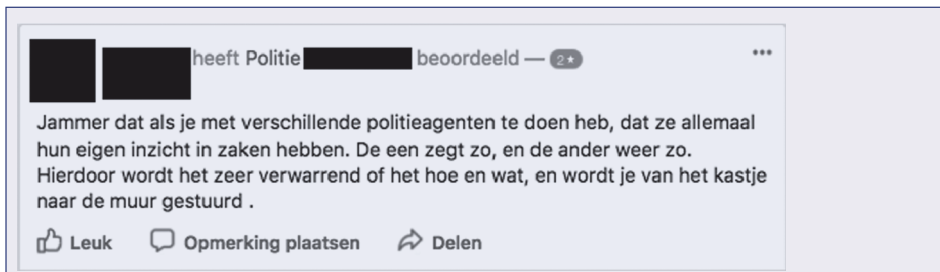 heeft Politie beoordeeld — 2★
Jammer dat als je met verschillende politieagenten te doen heb, dat ze allemaal
hun eigen inzicht in zaken hebben. De een zegt zo, en de ander weer zo.
Hierdoor wordt het zeer verwarrend of het hoe en wat, en wordt je van het kastje
naar de muur gestuurd .
Leuk Opmerking plaatsen Delen